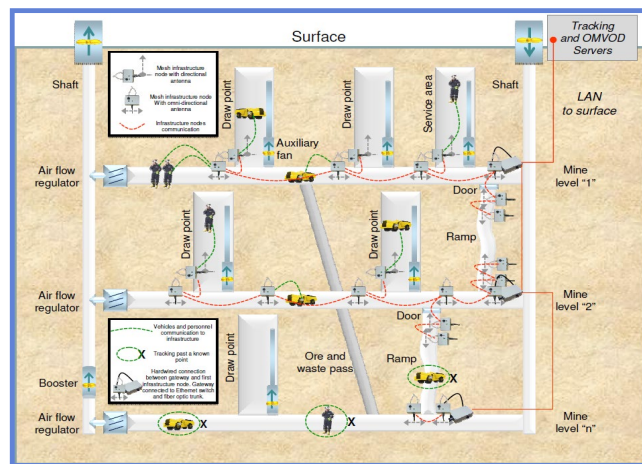 Surface
Tracking
and OMVOD
Servers
Mesh infrastructure
node with directional
antenna
Mesh infrastructure node
With omni-directional
antenna
Infrastructure nodes
communication
Shaft
Draw point
Auxiliary
fan
Draw point
Service area
Shaft
LAN
to surface
Air flow
regulator
Mine
level "1"
Door
Ramp
Draw point
Draw point
Air flow
regulator
Mine
level "2"
Door
Vehicles and personnel
communication to
infrastructure
X
Tracking past a known
point
Hardwired connection
between gateway and first
infrastructure node. Gateway
connected to Ethernet switch
and fiber optic trunk.
Draw point
Ore and
waste pass
Ramp
X
Booster
Air flow
regulator
X
X
Mine
level "n"